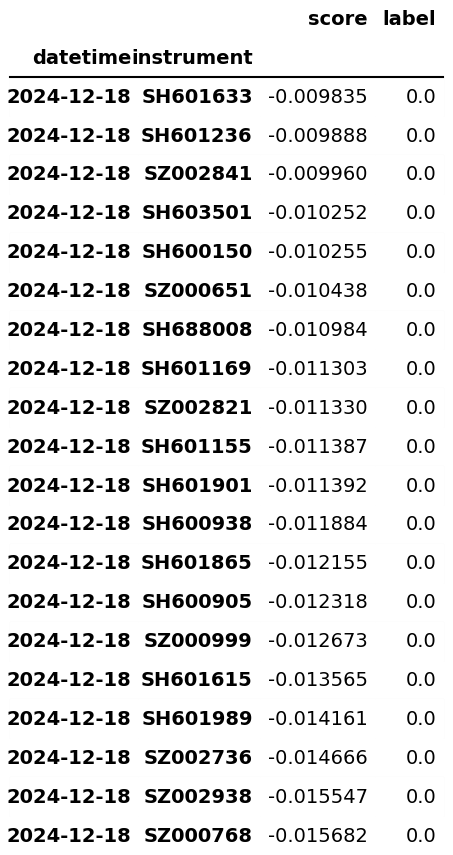 score label
datetime instrument
2024-12-18 SH601633 -0.009835 0.0
2024-12-18 SH601236 -0.009888 0.0
2024-12-18 SZ002841 -0.009960 0.0
2024-12-18 SH603501 -0.010252 0.0
2024-12-18 SH600150 -0.010255 0.0
2024-12-18 SZ000651 -0.010438 0.0
2024-12-18 SH688008 -0.010984 0.0
2024-12-18 SH601169 -0.011303 0.0
2024-12-18 SZ002821 -0.011330 0.0
2024-12-18 SH601155 -0.011387 0.0
2024-12-18 SH601901 -0.011392 0.0
2024-12-18 SH600938 -0.011884 0.0
2024-12-18 SH601865 -0.012155 0.0
2024-12-18 SH600905 -0.012318 0.0
2024-12-18 SZ000999 -0.012673 0.0
2024-12-18 SH601615 -0.013565 0.0
2024-12-18 SH601989 -0.014161 0.0
2024-12-18 SZ002736 -0.014666 0.0
2024-12-18 SZ002938 -0.015547 0.0
2024-12-18 SZ000768 -0.015682 0.0